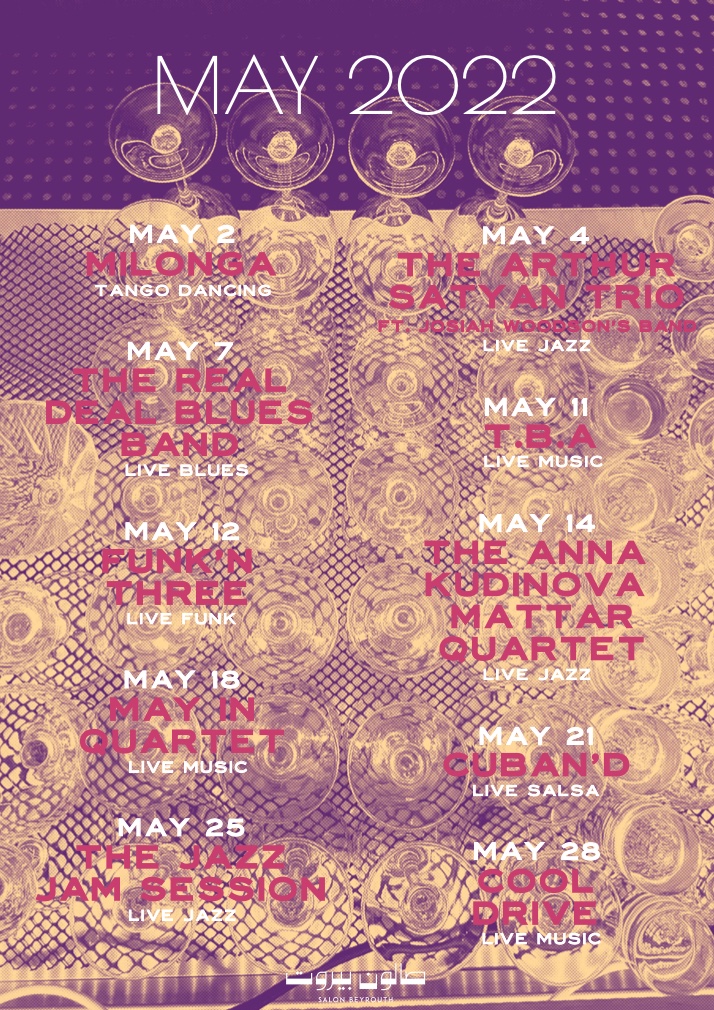 MAY 2022
MAY 2
MILONGA
TANGO DANCING
MAY 4
THE ARTHUR
SATYAN TRIO
FT. JOSIAH WOODSON'S BAND
LIVE JAZZ
MAY 7
THE REAL
DEAL BLUES
BAND
LIVE BLUES
MAY 11
T.B.A
LIVE MUSIC
MAY 12
FUNK'N
THREE
LIVE FUNK
MAY 14
THE ANNA
KUDINOVA
MATTAR
QUARTET
LIVE JAZZ
MAY 18
MAY IN
QUARTET
LIVE MUSIC
MAY 21
CUBAN'D
LIVE SALSA
MAY 25
THE JAZZ
JAM SESSION
LIVE JAZZ
MAY 28
COOL
DRIVE
LIVE MUSIC
صالون بيروت
SALON BEYROUTH